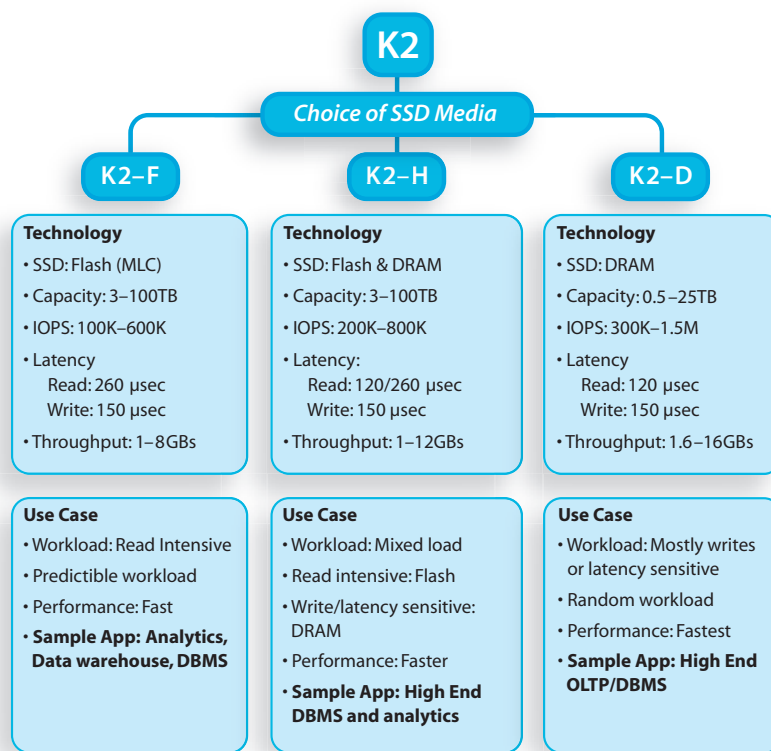 K2
Choice of SSD Media
K2–F
K2–H
K2–D
Technology
• SSD: Flash (MLC)
• Capacity: 3–100TB
• IOPS: 100K–600K
• Latency
Read: 260 µsec
Write: 150 µsec
• Throughput: 1–8GBs
Technology
• SSD: Flash & DRAM
• Capacity: 3–100TB
• IOPS: 200K–800K
• Latency:
Read: 120/260 µsec
Write: 150 µsec
• Throughput: 1–12GBs
Technology
• SSD: DRAM
• Capacity: 0.5–25TB
• IOPS: 300K–1.5M
• Latency
Read: 120 µsec
Write: 150 µsec
• Throughput: 1.6–16GBs
Use Case
• Workload: Read Intensive
• Predictible workload
• Performance: Fast
• Sample App: Analytics,
Data warehouse, DBMS
Use Case
• Workload: Mixed load
• Read intensive: Flash
• Write/latency sensitive:
DRAM
• Performance: Faster
• Sample App: High End
DBMS and analytics
Use Case
• Workload: Mostly writes
or latency sensitive
• Random workload
• Performance: Fastest
• Sample App: High End
OLTP/DBMS